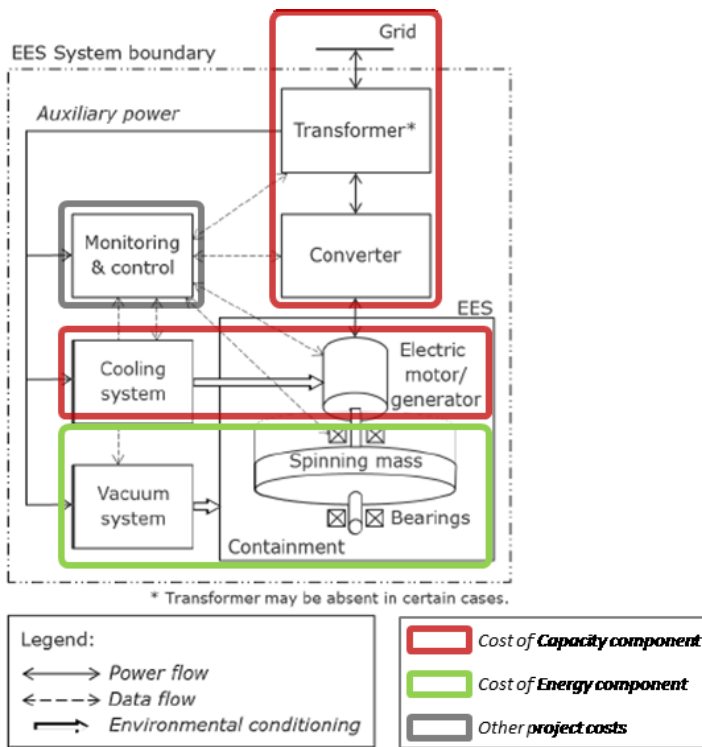 Grid
EES System boundary
Auxiliary power
Transformer*
Monitoring
& control
Converter
EES
Cooling
system
Electric
motor/
generator
Spinning mass
Vacuum
system
Bearings
Containment
* Transformer may be absent in certain cases.
Legend:
Power flow
Data flow
Environmental conditioning
Cost of Capacity component
Cost of Energy component
Other project costs